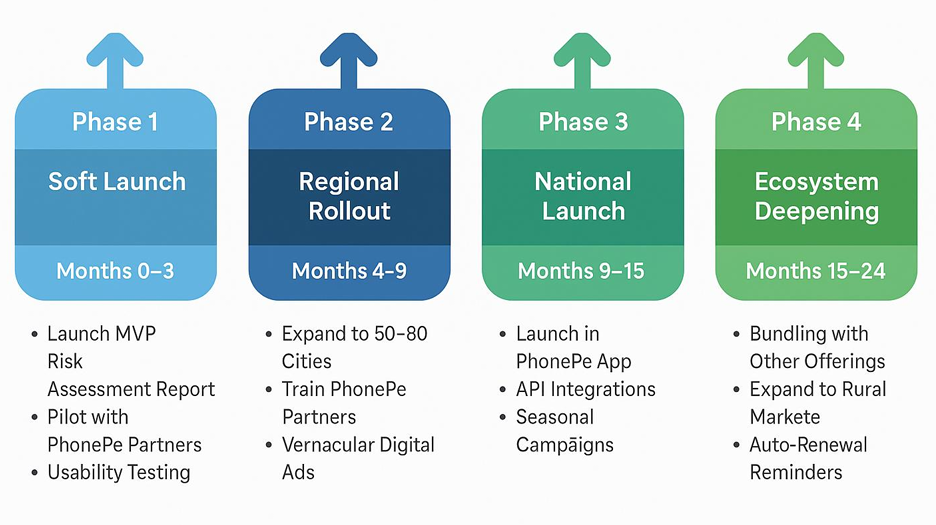 Phase 1
Soft Launch
Months 0–3
• Launch MVP
Risk
Assessment Report
• Pilot with
PhonePe Partners
• Usability Testing
Phase 2
Regional
Rollout
Months 4–9
• Expand to 50–80
Cities
• Train PhonePe
Partners
• Vernacular Digital
Ads
Phase 3
National
Launch
Months 9–15
• Launch in
PhonePe App
• API Integrations
• Seasonal
Campāigns
Phase 4
Ecosystem
Deepening
Months 15–24
• Bundling with
Other Offerings
• Expand to Rural
Markete
• Auto-Renewal
Reminders